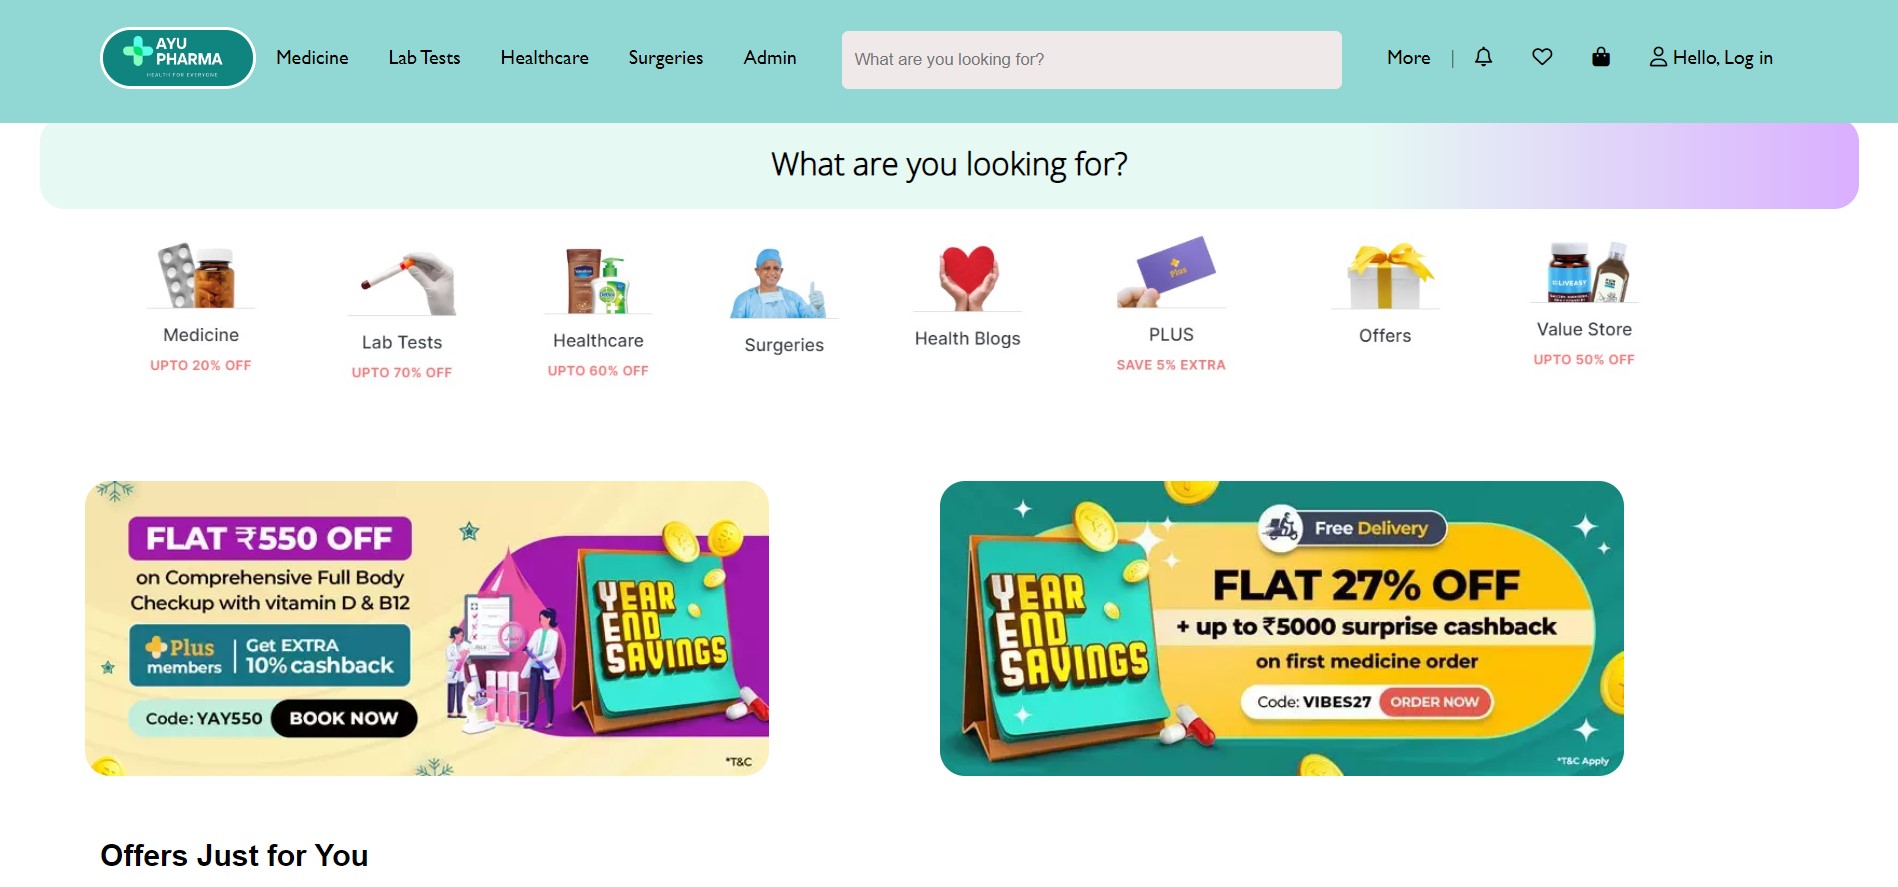 AYU
PHARMA
HEALTH FOR EVERYONE
Medicine
Lab Tests
Healthcare
Surgeries
Admin
What are you looking for?
More |
Hello, Log in
What are you looking for?
Medicine
UPTO 20% OFF
Lab Tests
UPTO 70% OFF
Healthcare
UPTO 60% OFF
Surgeries
Health Blogs
Plus
PLUS
SAVE 5% EXTRA
Offers
LIVEASY
Value Store
UPTO 50% OFF
FLAT ₹550 OFF
on Comprehensive Full Body
Checkup with vitamin D & B12
Plus
members
Get EXTRA
10% cashback
Code: YAY550
BOOK NOW
YEAR
END
SAVINGS
*T&C
YEAR
END
SAVINGS
Free Delivery
FLAT 27% OFF
+ up to ₹5000 surprise cashback
on first medicine order
Code: VIBES27
ORDER NOW
*T&C Apply
Offers Just for You